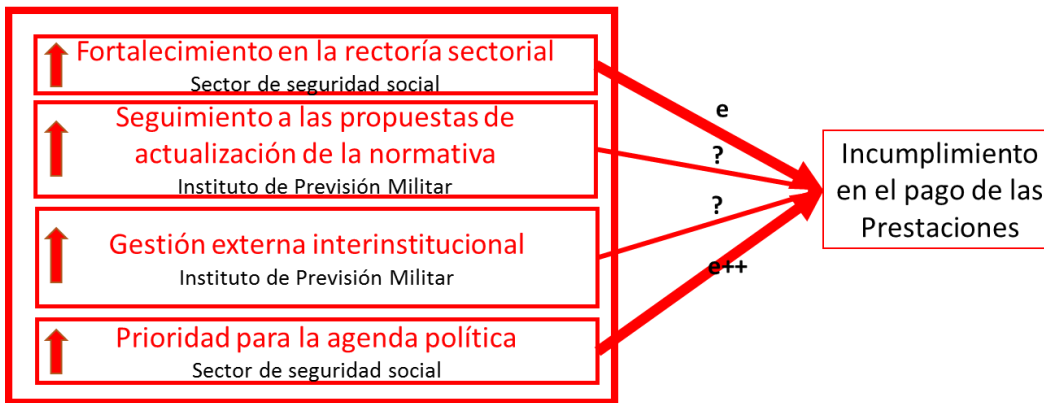 Fortalecimiento en la rectoría sectorial
Sector de seguridad social
Seguimiento a las propuestas de
actualización de la normativa
Instituto de Previsión Militar
Gestión externa interinstitucional
Instituto de Previsión Militar
Prioridad para la agenda política
Sector de seguridad social
e
?
?
e++
Incumplimiento
en el pago de las
Prestaciones